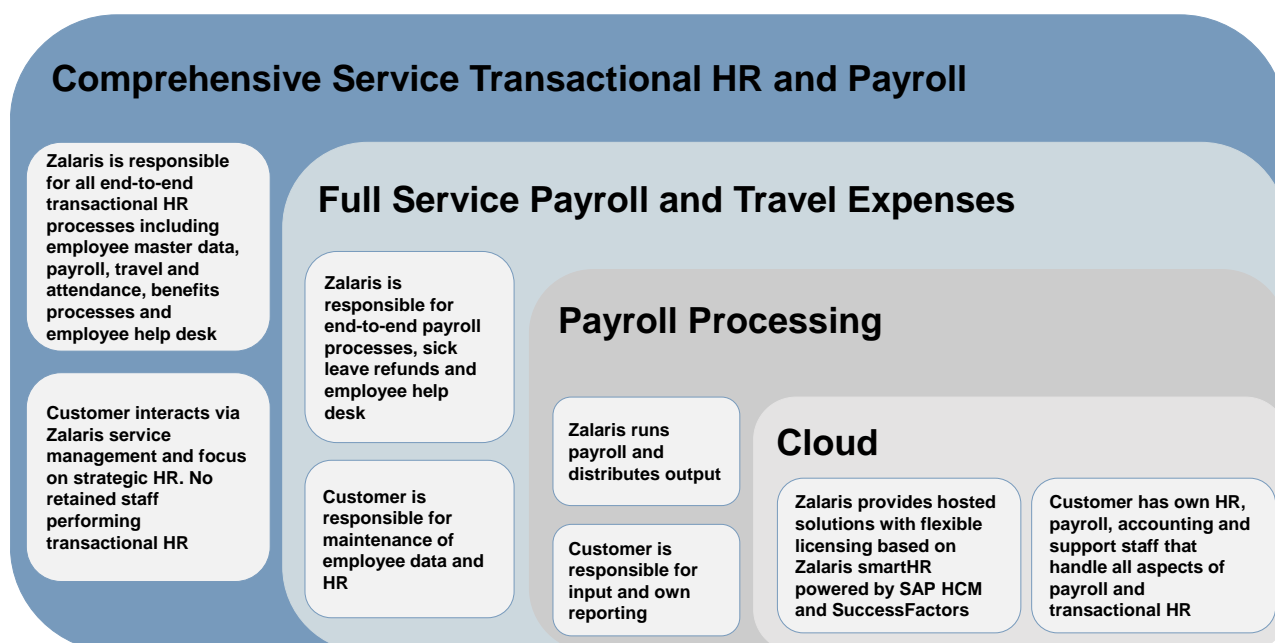 Comprehensive Service Transactional HR and Payroll
Zalaris is responsible
for all end-to-end
transactional HR
processes including
employee master data,
payroll, travel and
attendance, benefits
processes and
employee help desk
Customer interacts via
Zalaris service
management and focus
on strategic HR. No
retained staff
performing
transactional HR
Full Service Payroll and Travel Expenses
Zalaris is
responsible for
end-to-end payroll
processes, sick
leave refunds and
employee help
desk
Customer is
responsible for
maintenance of
employee data and
HR
Payroll Processing
Zalaris runs
payroll and
distributes output
Customer is
responsible for
input and own
reporting
Cloud
Zalaris provides hosted
solutions with flexible
licensing based on
Zalaris smartHR
powered by SAP HCM
and SuccessFactors
Customer has own HR,
payroll, accounting and
support staff that
handle all aspects of
payroll and
transactional HR